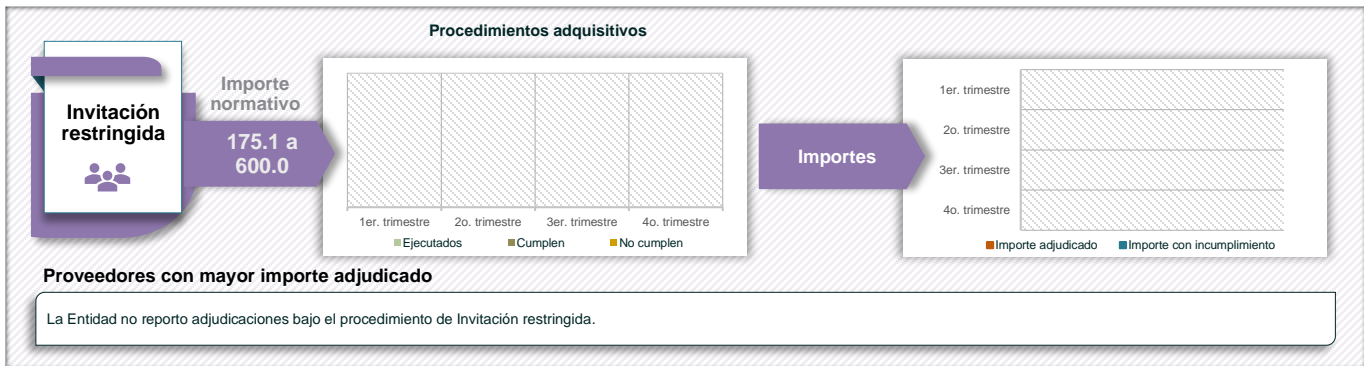 Procedimientos adquisitivos
Invitación
restringida
Importe
normativo
175.1 a
600.0
1er. trimestre 2o. trimestre 3er. trimestre 4o. trimestre
Ejecutados Cumplen No cumplen
Importes
1er. trimestre
2o. trimestre
3er. trimestre
4o. trimestre
Importe adjudicado Importe con incumplimiento
Proveedores con mayor importe adjudicado
La Entidad no reporto adjudicaciones bajo el procedimiento de Invitación restringida.